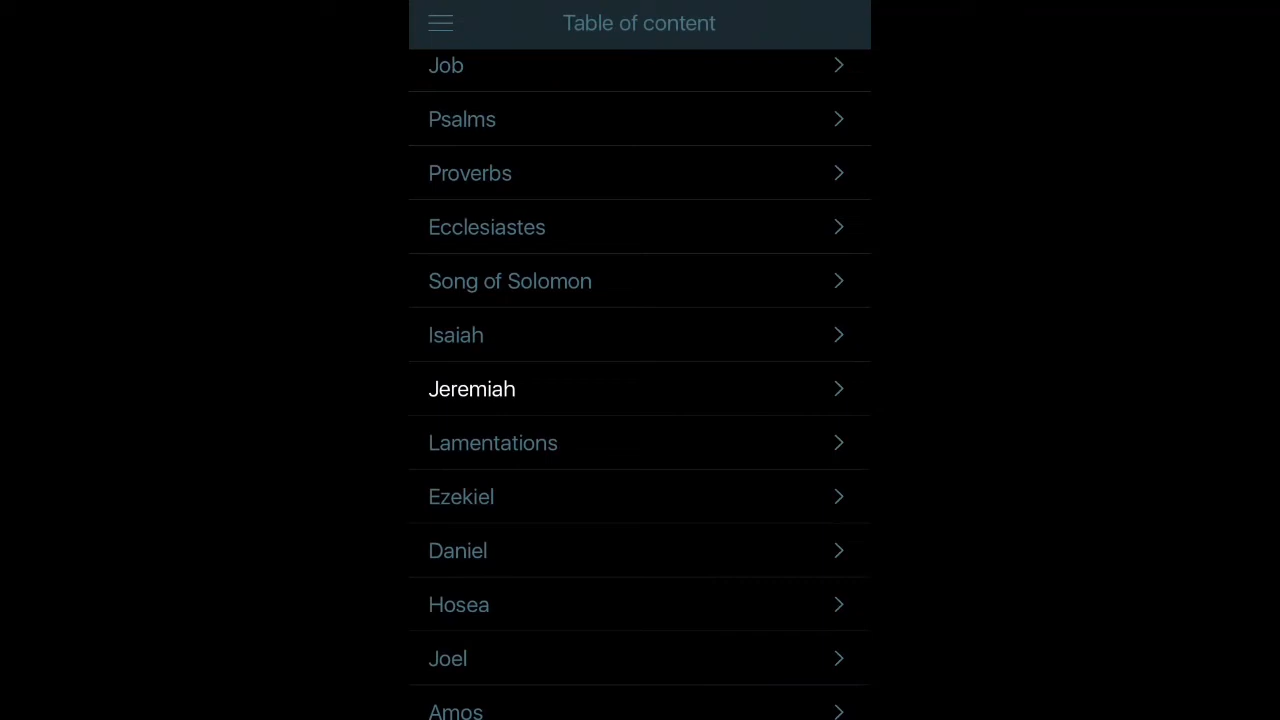 Table of content
Job
Psalms
Proverbs
Ecclesiastes
Song of Solomon
Isaiah
Jeremiah
Lamentations
Ezekiel
Daniel
Hosea
Joel
Amos